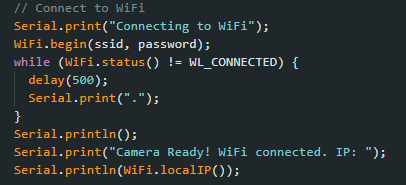 // Connect to WiFi
Serial.print("Connecting to WiFi");
WiFi.begin(ssid, password);
while (WiFi.status() != WL_CONNECTED) {
  delay(500);
  Serial.print(".");
}
Serial.println();
Serial.print("Camera Ready! WiFi connected. IP: ");
Serial.println(WiFi.localIP());